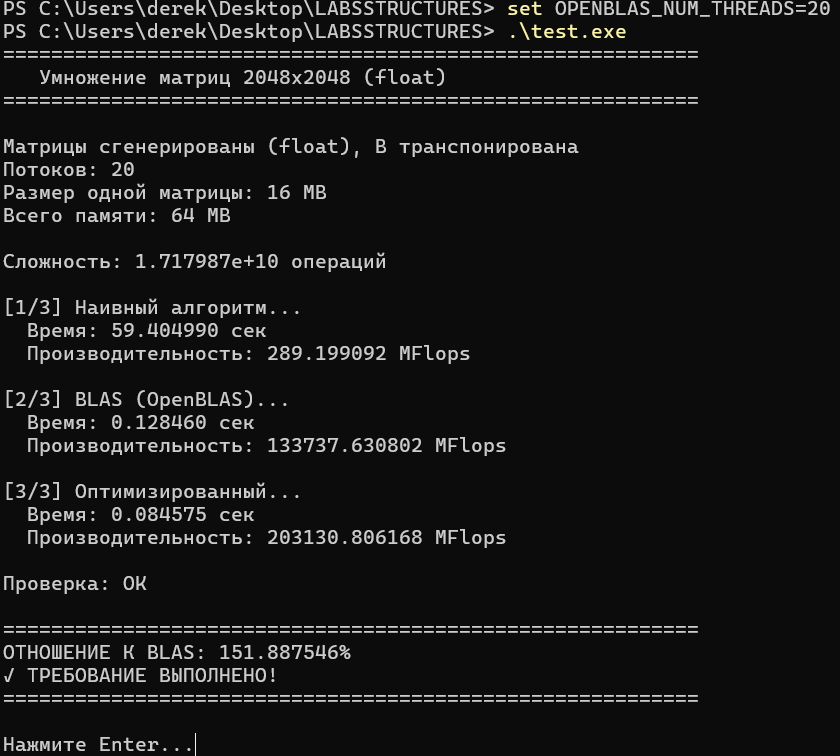 PS C:\Users\derek\Desktop\LABSSTRUCTURES> set OPENBLAS_NUM_THREADS=20
PS C:\Users\derek\Desktop\LABSSTRUCTURES> .\test.exe
==========================================================
   Умножение матриц 2048x2048 (float)
==========================================================
Матрицы сгенерированы (float), B транспонирована
Потоков: 20
Размер одной матрицы: 16 MB
Всего памяти: 64 MB
Сложность: 1.717987e+10 операций
[1/3] Наивный алгоритм...
  Время: 59.404990 сек
  Производительность: 289.199092 MFlops
[2/3] BLAS (OpenBLAS)...
  Время: 0.128460 сек
  Производительность: 133737.630802 MFlops
[3/3] Оптимизированный...
  Время: 0.084575 сек
  Производительность: 203130.806168 MFlops
Проверка: OK
==========================================================
ОТНОШЕНИЕ К BLAS: 151.887546%
√ ТРЕБОВАНИЕ ВЫПОЛНЕНО!
==========================================================
Нажмите Enter...